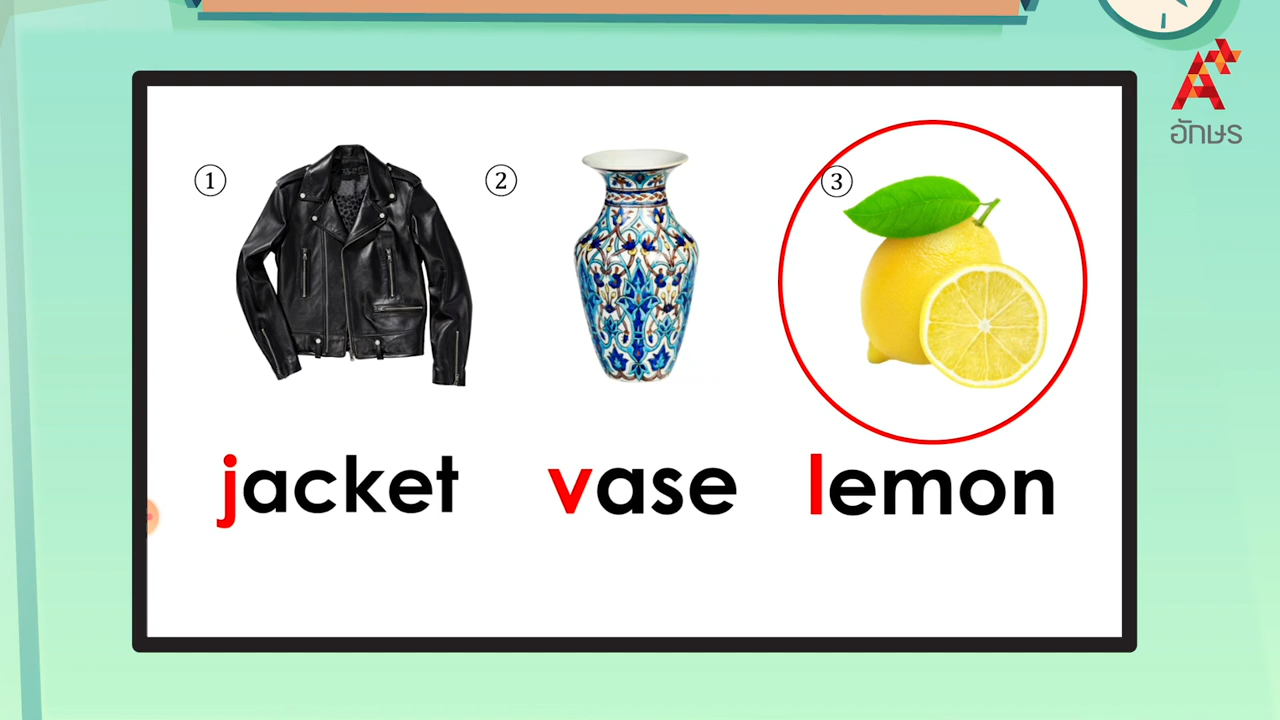 อักษร
① ② ③
jacket vase lemon